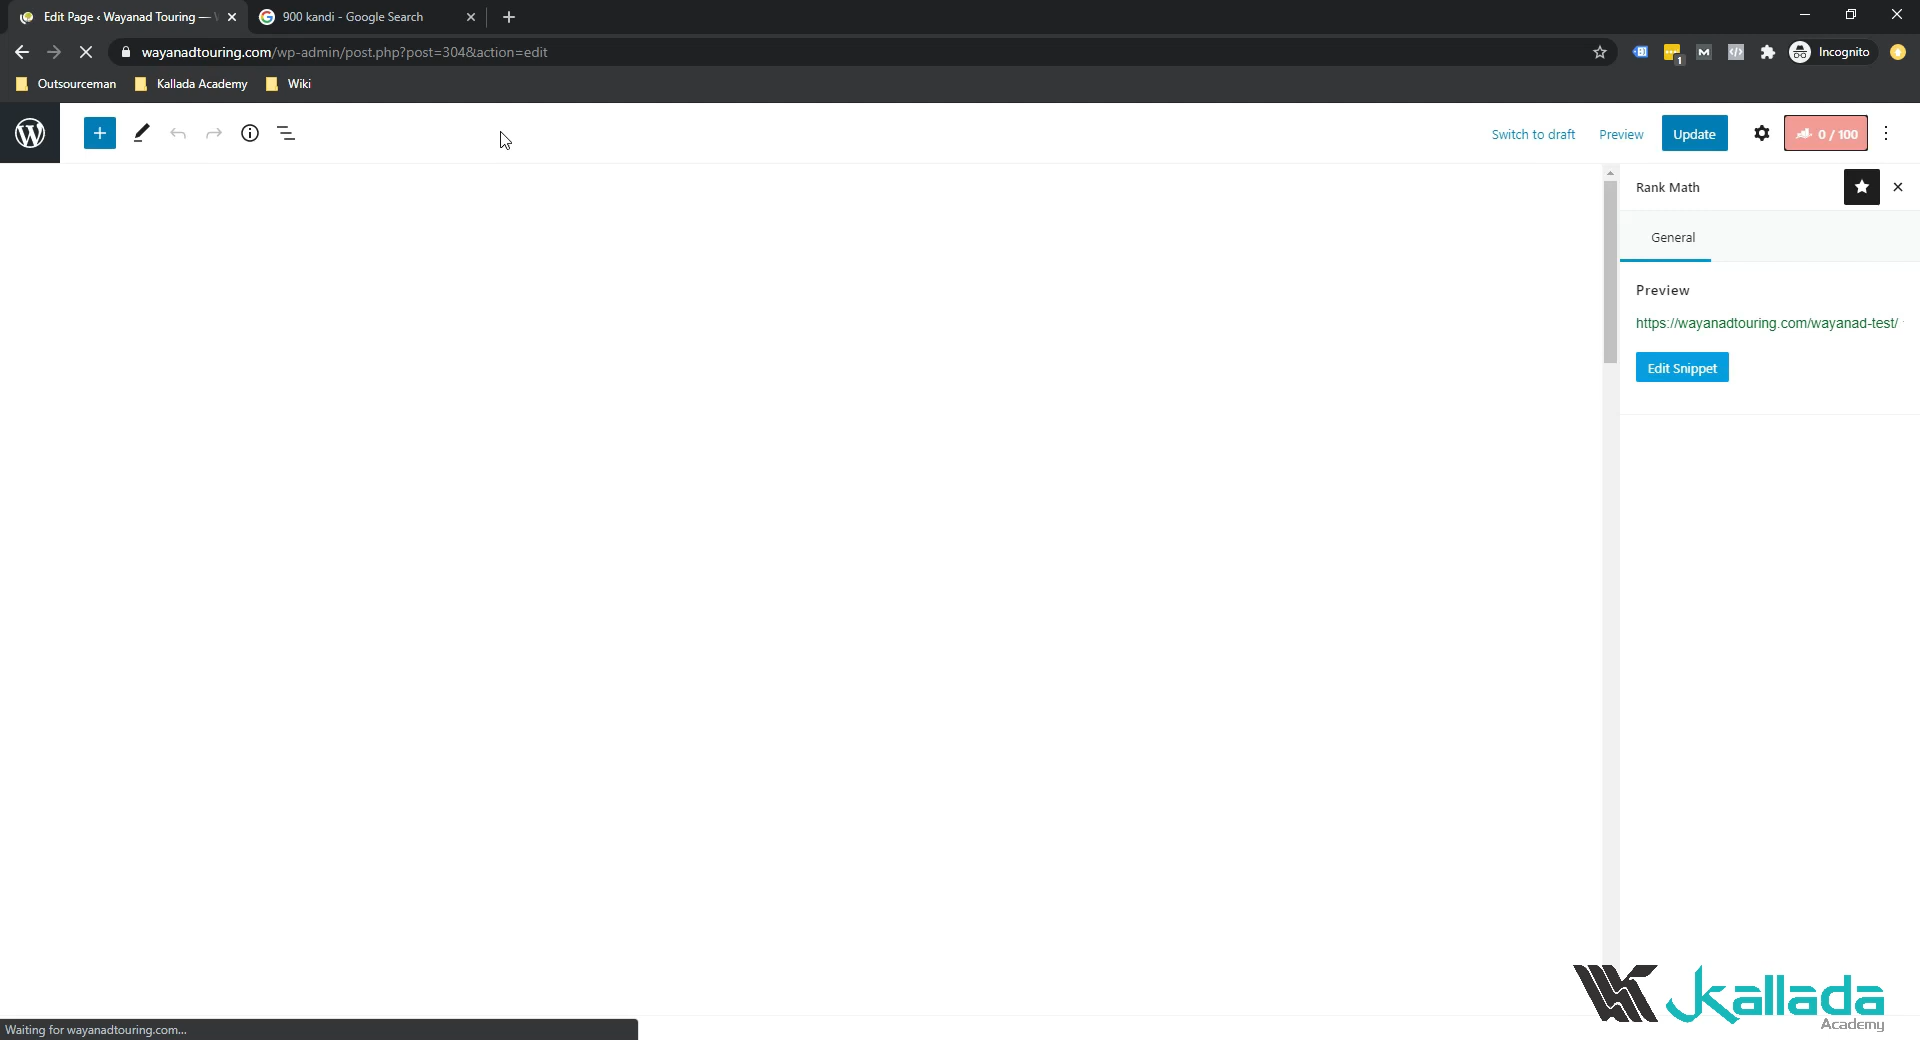 Edit Page ‹ Wayanad Touring —
900 kandi - Google Search
wayanadtouring.com/wp-admin/post.php?post=304&action=edit
1
Incognito
Outsourceman
Kallada Academy
Wiki
Switch to draft
Preview
Update
0 / 100
Rank Math
General
Preview
https://wayanadtouring.com/wayanad-test/
Edit Snippet
kallada
Academy
Waiting for wayanadtouring.com...